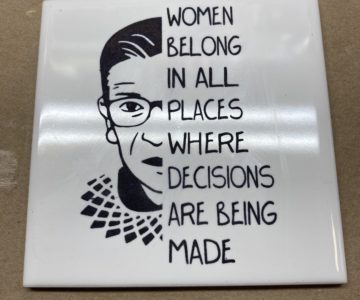 WOMEN
BELONG
IN ALL
PLACES
WHERE
DECISIONS
ARE BEING
MADE